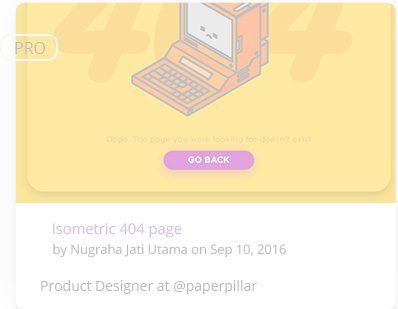 404
PRO
Oops, The page you were looking for doesn't exist
GO BACK
Isometric 404 page
by Nugraha Jati Utama on Sep 10, 2016
Product Designer at @paperpillar